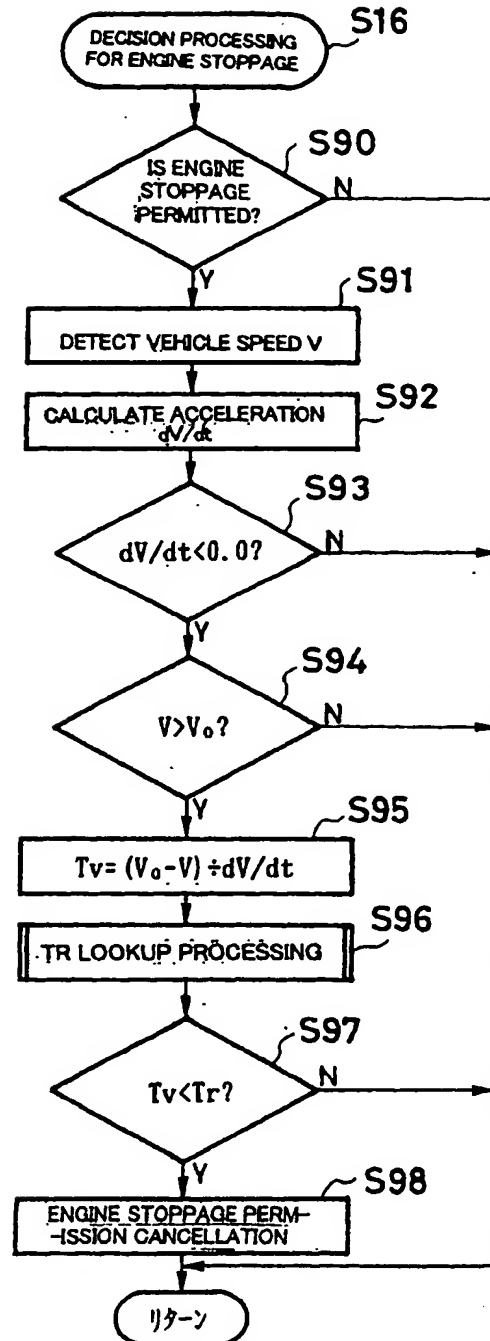 DECISION PROCESSING
FOR ENGINE STOPPAGE
S16
IS ENGINE
STOPPAGE
PERMITTED?
S90
N
Y
S91
DETECT VEHICLE SPEED V
S92
CALCULATE ACCELERATION
dV/dt
S93
dV/dt<0.0?
N
Y
S94
V>V₀?
N
Y
S95
Tv=(V₀-V)÷dV/dt
S96
TR LOOKUP PROCESSING
S97
Tv<Tr?
N
Y
S98
ENGINE STOPPAGE PERM-
-ISSION CANCELLATION
リターン